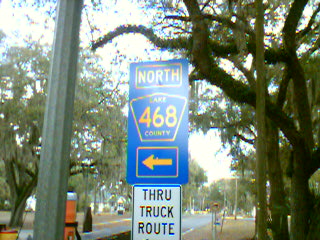 NORTH
LAKE
468
COUNTY
THRU
TRUCK
ROUTE